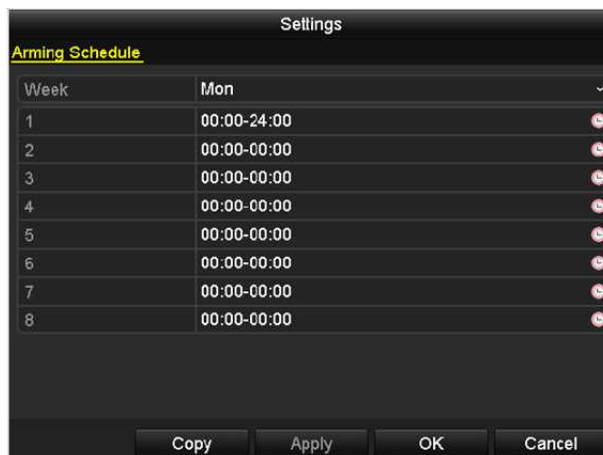 Settings
Arming Schedule
Week Mon
1 00:00-24:00
2 00:00-00:00
3 00:00-00:00
4 00:00-00:00
5 00:00-00:00
6 00:00-00:00
7 00:00-00:00
8 00:00-00:00
Copy Apply OK Cancel